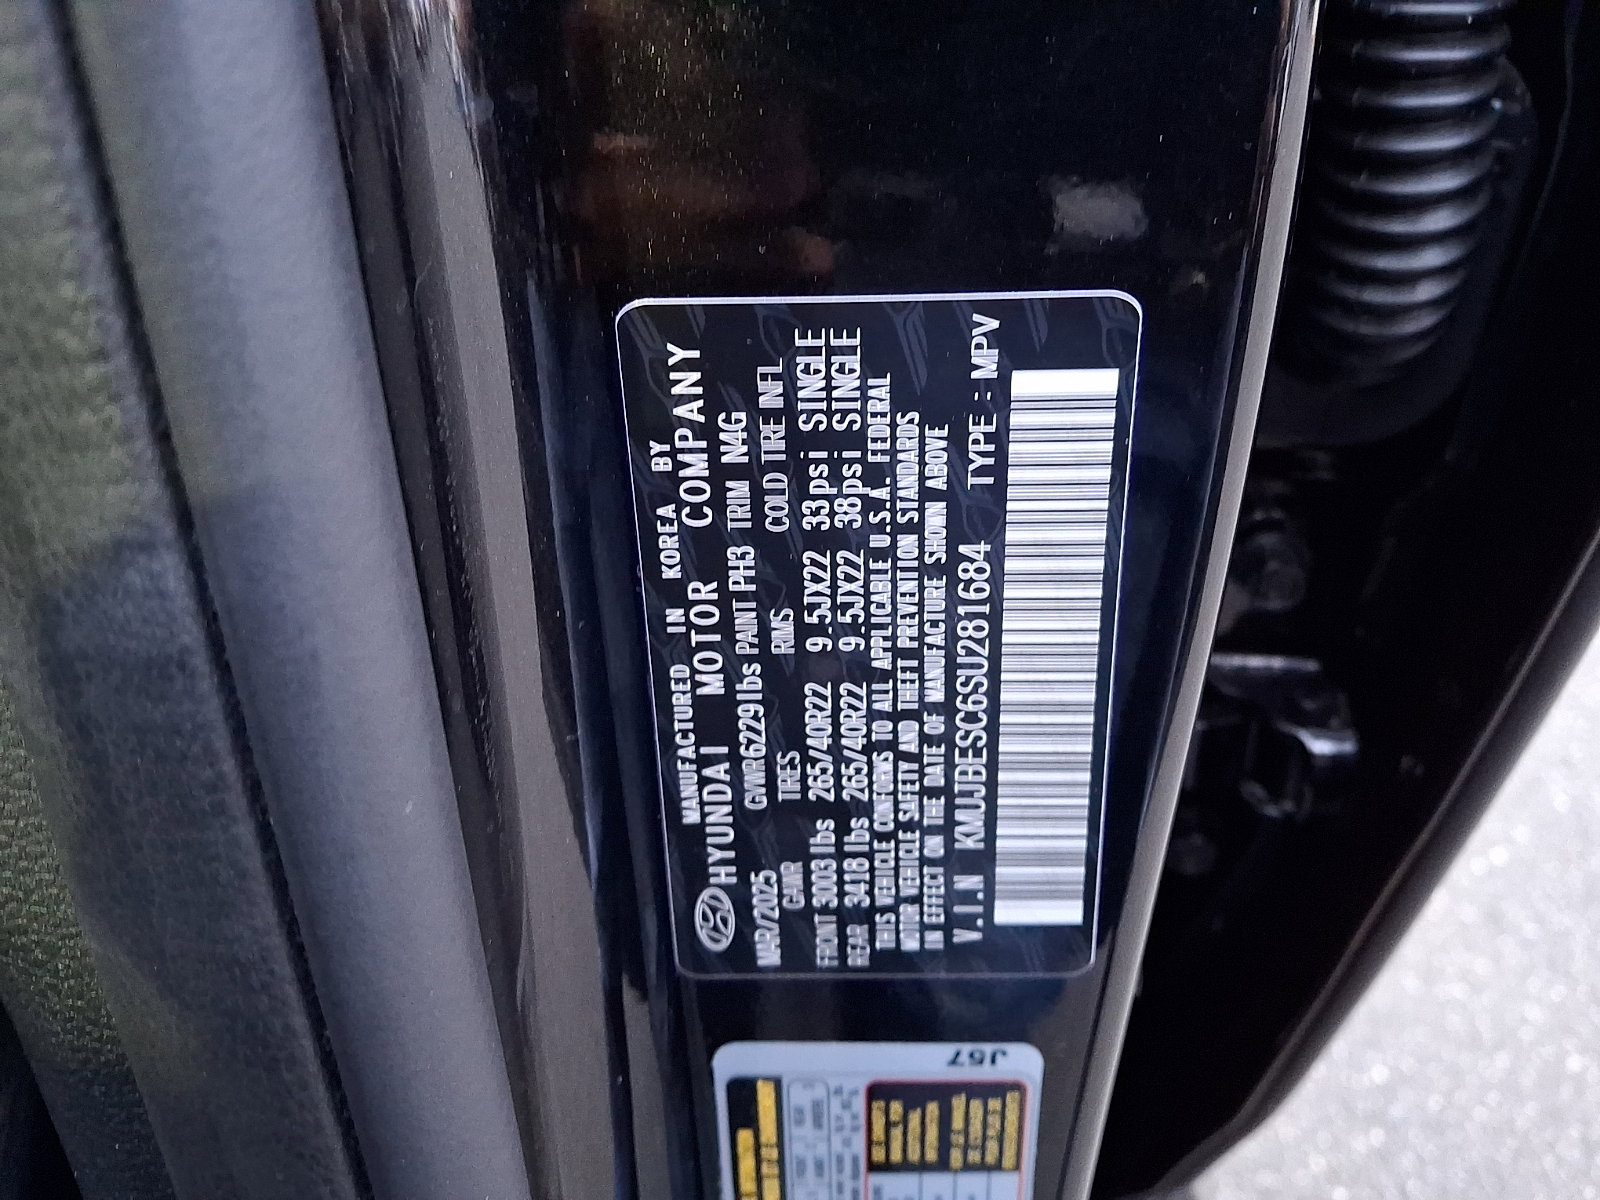 MANUFACTURED IN KOREA BY
HYUNDAI MOTOR COMPANY
MAR/2025 GVWR6229lbs PAINT PH3 TRIM N4G
GAWR TIRES RIMS COLD TIRE INFL
FRONT 3003lbs 265/40R22 9.5JX22 33psi SINGLE
REAR 3418lbs 265/40R22 9.5JX22 38psi SINGLE
THIS VEHICLE CONFORMS TO ALL APPLICABLE U.S.A. FEDERAL
MOTOR VEHICLE SAFETY AND THEFT PREVENTION STANDARDS
IN EFFECT ON THE DATE OF MANUFACTURE SHOWN ABOVE
V.I.N KMUJBESC6SU281684 TYPE : MPV
J57